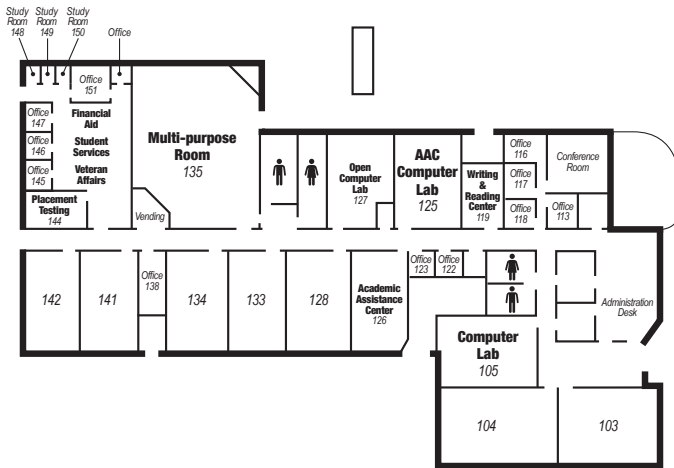 Study
Room
148
Study
Room
149
Study
Room
150
Office
Office
151
Office
147
Office
146
Office
145
Financial
Aid
Student
Services
Veteran
Affairs
Placement
Testing
144
Multi-purpose
Room
135
Vending
Open
Computer
Lab
127
AAC
Computer
Lab
125
Writing
&
Reading
Center
119
Office
116
Office
117
Office
118
Conference
Room
Office
113
142
141
Office
138
134
133
128
Academic
Assistance
Center
126
Office
123
Office
122
Administration
Desk
Computer
Lab
105
104
103